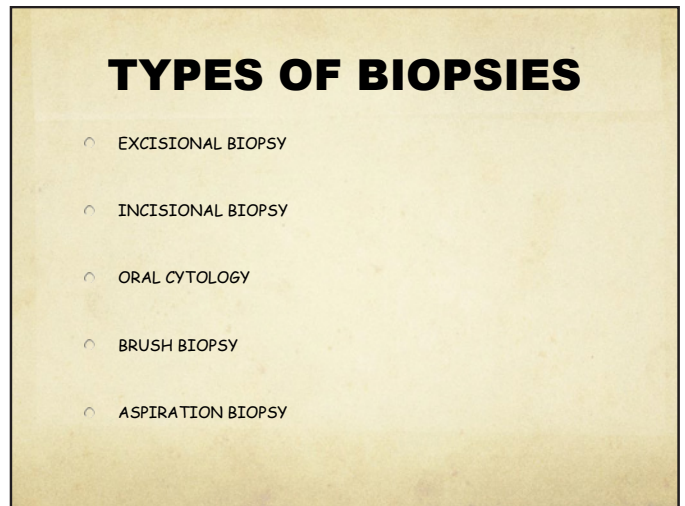 TYPES OF BIOPSIES
EXCISIONAL BIOPSY
INCISIONAL BIOPSY
ORAL CYTOLOGY
BRUSH BIOPSY
ASPIRATION BIOPSY